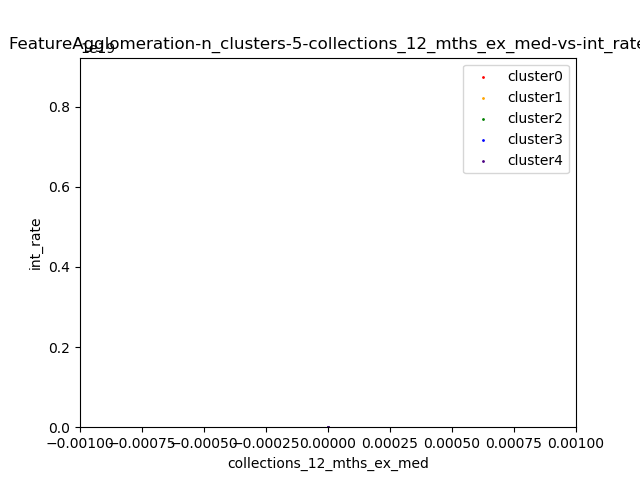 FeatureAgglomeration-n_clusters-5-collections_12_mths_ex_med-vs-int_rate
1e19
cluster0
cluster1
cluster2
cluster3
cluster4
0.8
0.6
0.4
0.2
0.0
int_rate
−0.00100 −0.00075 −0.00050 −0.00025 0.00000 0.00025 0.00050 0.00075 0.00100
collections_12_mths_ex_med